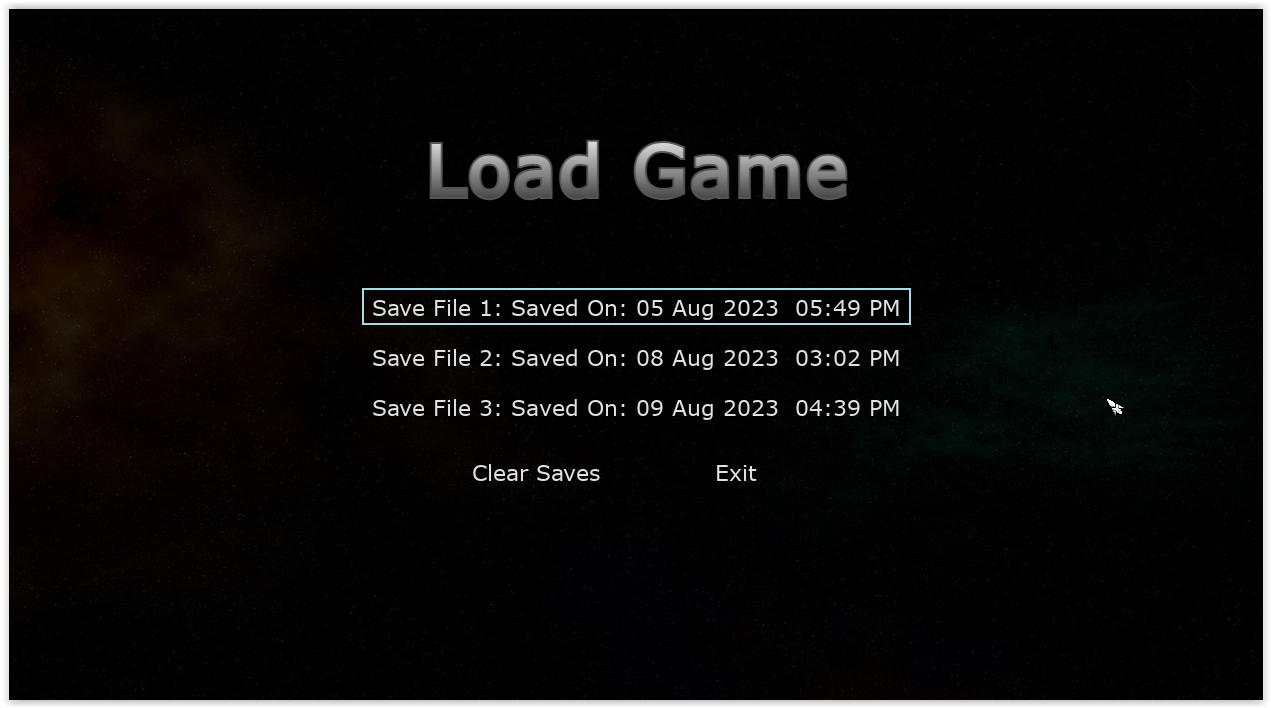 Load Game
Save File 1: Saved On: 05 Aug 2023  05:49 PM
Save File 2: Saved On: 08 Aug 2023  03:02 PM
Save File 3: Saved On: 09 Aug 2023  04:39 PM
Clear Saves Exit